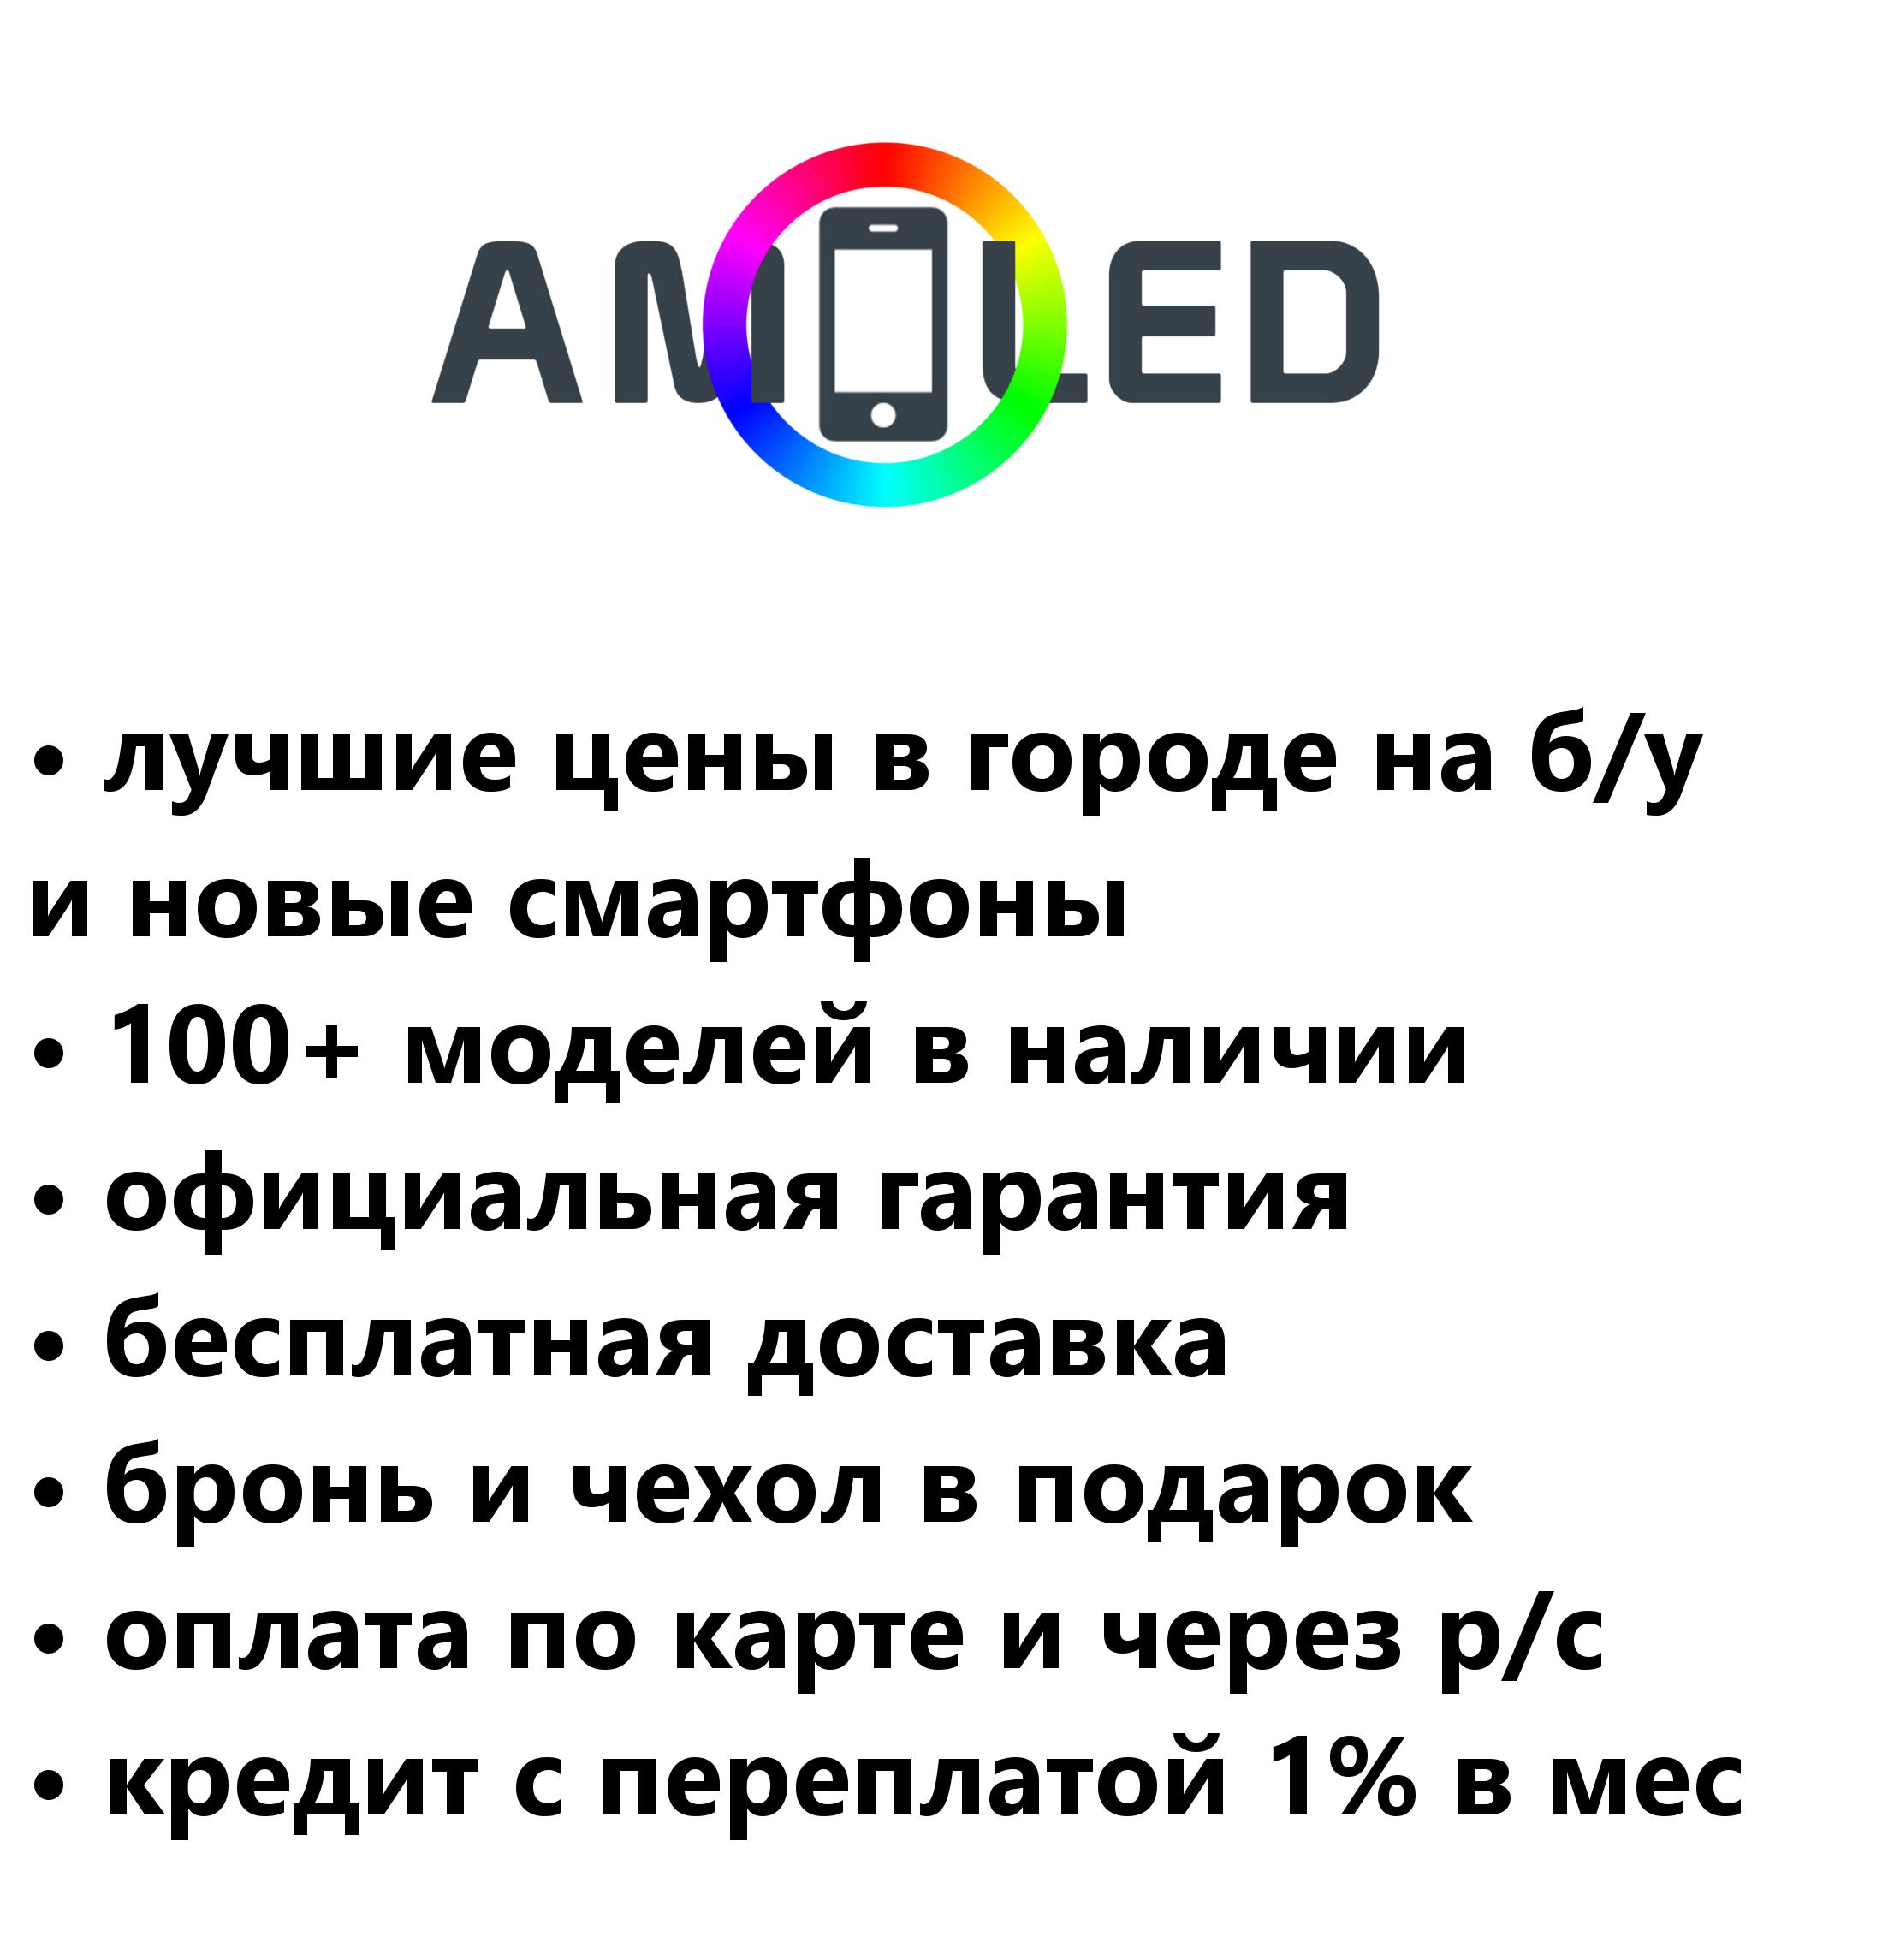 AMOLED
• лучшие цены в городе на б/у
и новые смартфоны
• 100+ моделей в наличии
• официальная гарантия
• бесплатная доставка
• бронь и чехол в подарок
• оплата по карте и через р/с
• кредит с переплатой 1% в мес